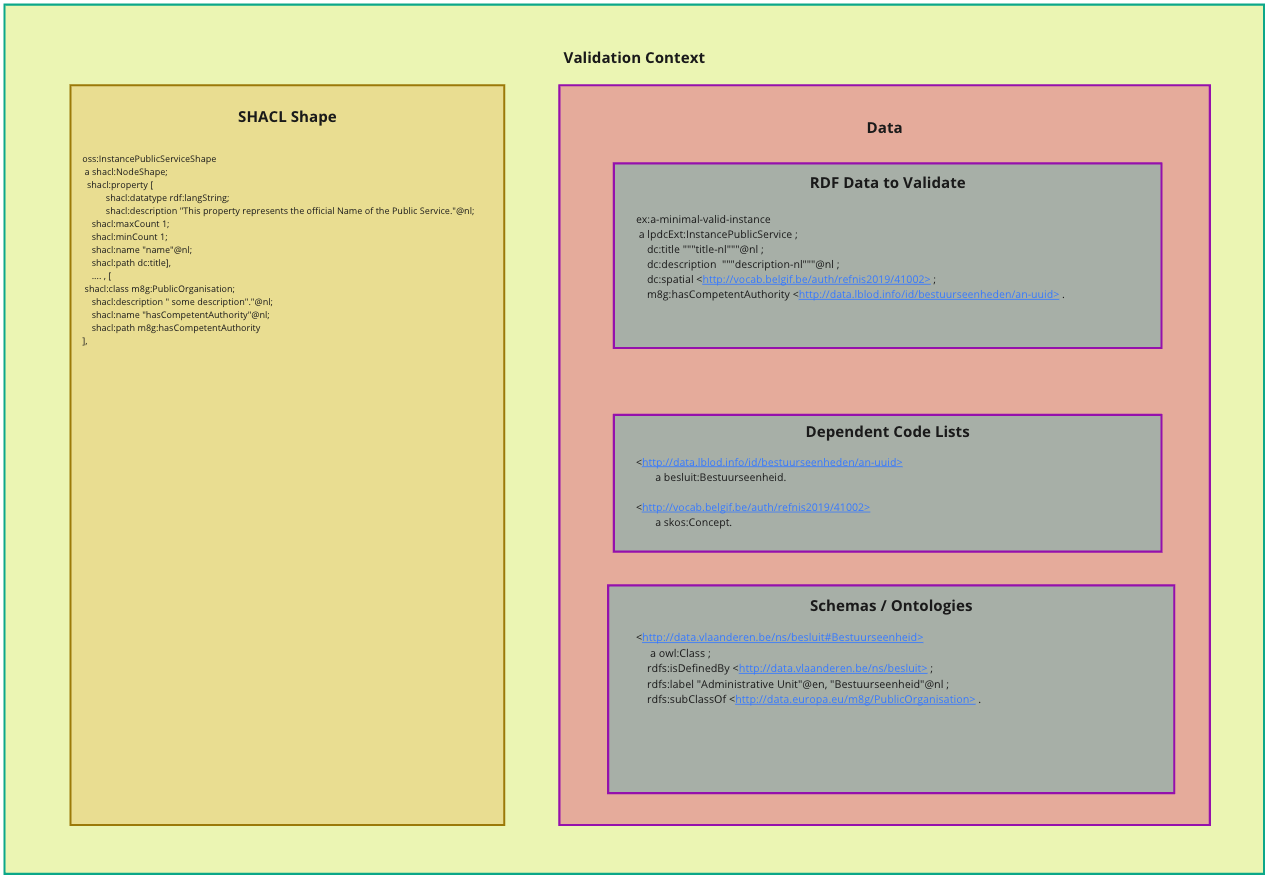 Validation Context
SHACL Shape
oss:InstancePublicServiceShape
a shacl:NodeShape;
shacl:property [
shacl:datatype rdf:langString;
shacl:description "This property represents the official Name of the Public Service."@nl;
shacl:maxCount 1;
shacl:minCount 1;
shacl:name "name"@nl;
shacl:path dc:title],
.... , [
shacl:class m8g:PublicOrganisation;
shacl:description " some description"."@nl;
shacl:name "hasCompetentAuthority"@nl;
shacl:path m8g:hasCompetentAuthority
],
Data
RDF Data to Validate
ex:a-minimal-valid-instance
a lpdcExt:InstancePublicService ;
dc:title """title-nl"""@nl ;
dc:description """description-nl"""@nl ;
dc:spatial <http://vocab.belgif.be/auth/refnis2019/41002> ;
m8g:hasCompetentAuthority <http://data.lblod.info/id/bestuurseenheden/an-uuid> .
Dependent Code Lists
<http://data.lblod.info/id/bestuurseenheden/an-uuid>
a besluit:Bestuurseenheid.
<http://vocab.belgif.be/auth/refnis2019/41002>
a skos:Concept.
Schemas / Ontologies
<http://data.vlaanderen.be/ns/besluit#Bestuurseenheid>
a owl:Class ;
rdfs:isDefinedBy <http://data.vlaanderen.be/ns/besluit> ;
rdfs:label "Administrative Unit"@en, "Bestuurseenheid"@nl ;
rdfs:subClassOf <http://data.europa.eu/m8g/PublicOrganisation> .